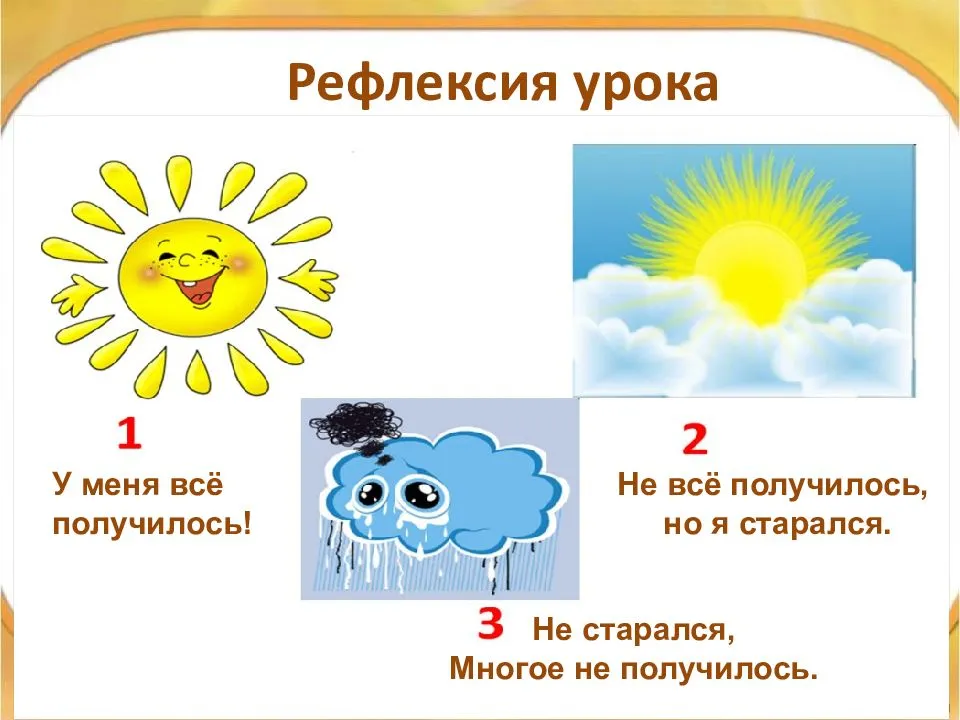 Рефлексия урока
1
У меня всё
получилось!
2
Не всё получилось,
но я старался.
3
Не старался,
Многое не получилось.